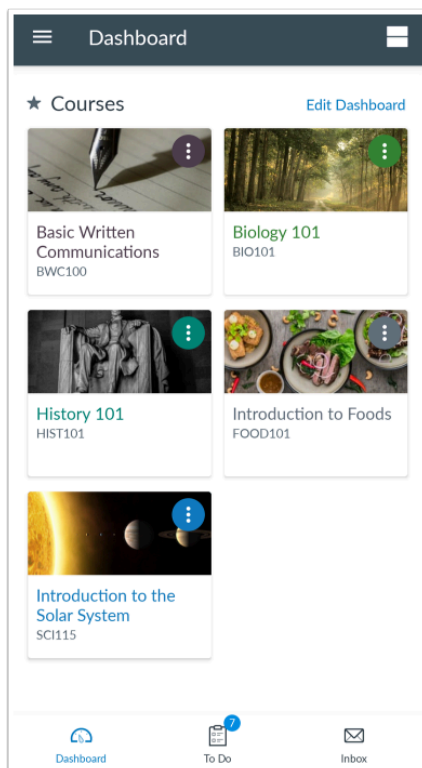 Dashboard
Courses
Edit Dashboard
Basic Written
Communications
BWC100
Biology 101
BIO101
History 101
HIST101
Introduction to Foods
FOOD101
Introduction to the
Solar System
SCI115
7
Dashboard
To Do
Inbox